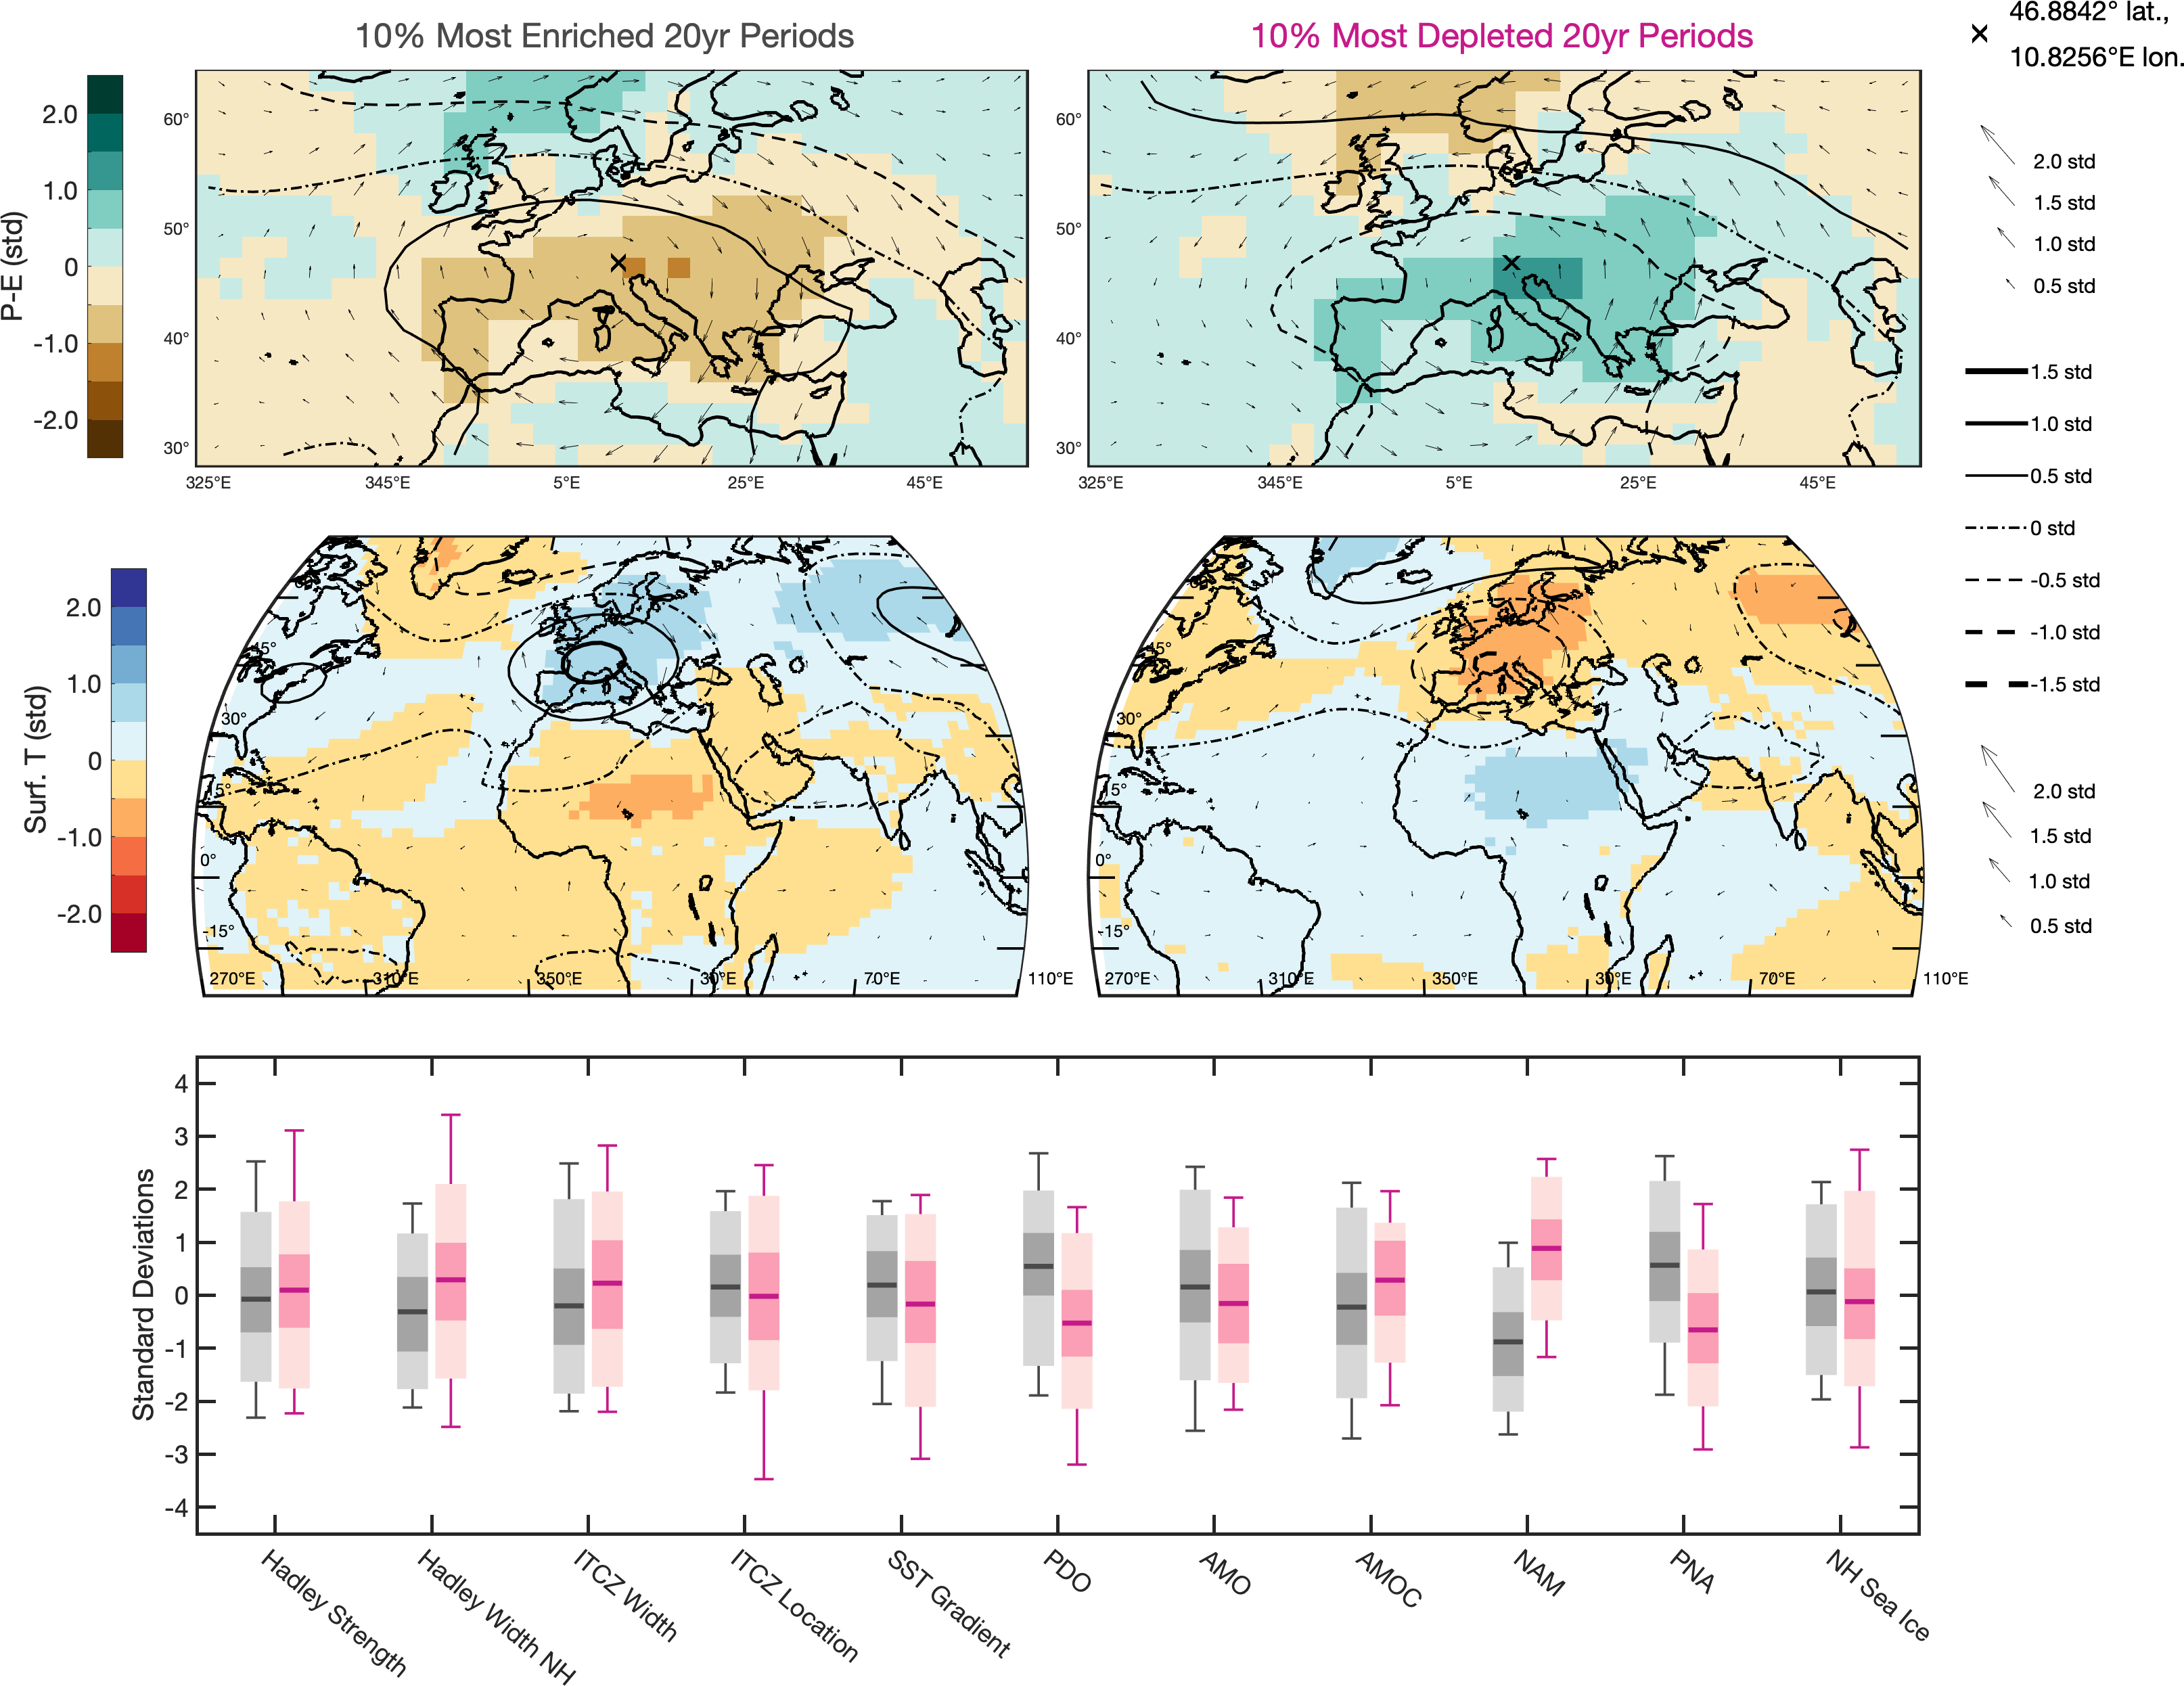 10% Most Enriched 20yr Periods
10% Most Depleted 20yr Periods
46.8842° lat.,
10.8256°E lon.
P-E (std)
2.0
1.0
0
-1.0
-2.0
60°
50°
40°
30°
325°E 345°E 5°E 25°E 45°E
60°
50°
40°
30°
325°E 345°E 5°E 25°E 45°E
2.0 std
1.5 std
1.0 std
0.5 std
1.5 std
1.0 std
0.5 std
0 std
-0.5 std
-1.0 std
-1.5 std
Surf. T (std)
2.0
1.0
0
-1.0
-2.0
45°
30°
15°
0°
-15°
270°E 310°E 350°E 30°E 70°E 110°E
45°
30°
15°
0°
-15°
270°E 310°E 350°E 30°E 70°E 110°E
2.0 std
1.5 std
1.0 std
0.5 std
Standard Deviations
4
3
2
1
0
-1
-2
-3
-4
Hadley Strength
Hadley Width NH
ITCZ Width
ITCZ Location
SST Gradient
PDO
AMO
AMOC
NAM
PNA
NH Sea Ice